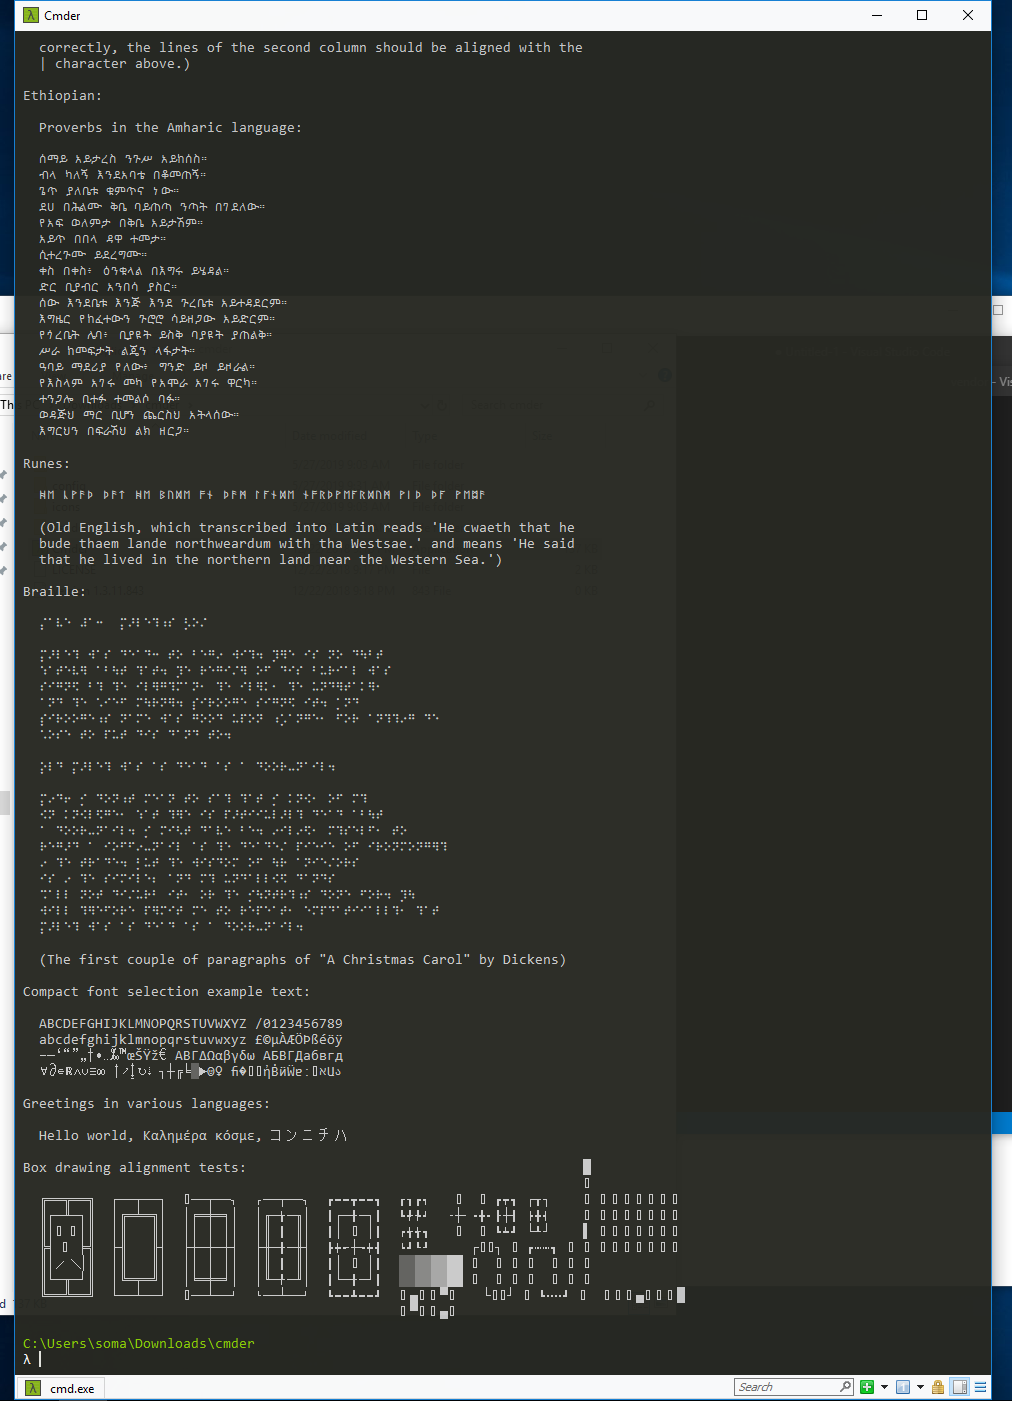 Cmder
correctly, the lines of the second column should be aligned with the
| character above.)
Ethiopian:
Proverbs in the Amharic language:
ሰማይ አይታረስ ንጉሥ አይከሰስ።
ብላ ካለኝ እንደአባቴ በቆመጠኝ።
ጌጥ ያለቤቱ ቁምጥና ነው።
ደሀ በሕልሙ ቅቤ ባይጠጣ ንጣት በገደለው።
የአፍ ወለምታ በቅቤ አይታሽም።
አይጥ በበላ ዳዋ ተመታ።
ሲተረጉሙ ይደረግሙ።
ቀስ በቀስ፥ ዕንቁላል በእግሩ ይሄዳል።
ድር ቢያብር አንበሳ ያስር።
ሰው እንደቤቱ እንጅ እንደ ጉረቤቱ አይተዳደርም።
እግዜር የከፈተውን ጉሮሮ ሳይዘጋው አይድርም።
የጎረቤት ሌባ፥ ቢያዩት ይስቅ ባያዩት ያጠልቅ።
ሥራ ከመፍታት ልጄን ላፋታት።
ዓባይ ማደሪያ የለው፥ ግንድ ይዞ ይዞራል።
የእስላም አገሩ መካ የአሞራ አገሩ ዋርካ።
ተንጋሎ ቢተፉ ተመልሶ ባፉ።
ወዳጅህ ማር ቢሆን ጨርስህ አትላሰው።
እግርህን በፍራሽህ ልክ ዘርጋ።
Runes:
ᚻᛖ ᚳᚹᚫᚦ ᚦᚫᛏ ᚻᛖ ᛒᚢᛞᛖ ᚩᚾ ᚦᚫᛗ ᛚᚪᚾᛞᛖ ᚾᚩᚱᚦᚹᛖᚪᚱᛞᚢᛗ ᚹᛁᚦ ᚦᚪ ᚹᛖᛥᚫ
(Old English, which transcribed into Latin reads 'He cwaeth that he
bude thaem lande northweardum with tha Westsae.' and means 'He said
that he lived in the northern land near the Western Sea.')
Braille:
⡌⠁⠧⠑ ⠼⠁⠒  ⡍⠜⠇⠑⠹⠰⠎ ⡣⠕⠌
⡍⠜⠇⠑⠹ ⠺⠁⠎ ⠙⠑⠁⠙⠒ ⠞⠕ ⠃⠑⠛⠔ ⠺⠊⠹⠲ ⡹⠻⠑ ⠊⠎ ⠝⠕ ⠙⠳⠃⠞
⠱⠁⠞⠑⠧⠻ ⠁⠃⠳⠞ ⠹⠁⠞⠲ ⡹⠑ ⠗⠑⠛⠊⠌⠻ ⠕⠋ ⠙⠊⠎ ⠃⠥⠗⠊⠁⠇ ⠺⠁⠎
⠎⠊⠛⠝⠫ ⠃⠹ ⠹⠑ ⠊⠇⠻⠛⠹⠍⠁⠝⠂ ⠹⠑ ⠊⠇⠻⠅⠂ ⠹⠑ ⠥⠝⠙⠻⠞⠁⠅⠻⠂
⠁⠝⠙ ⠹⠑ ⠡⠊⠑⠋ ⠍⠳⠗⠝⠻⠲ ⡎⠊⠗⠕⠕⠛⠑ ⠎⠊⠛⠝⠫ ⠊⠞⠲ ⡁⠝⠙
⡎⠊⠗⠕⠕⠛⠑⠰⠎ ⠝⠁⠍⠑ ⠺⠁⠎ ⠛⠕⠕⠙ ⠥⠏⠕⠝ ⠰⡡⠁⠝⠛⠑⠂ ⠋⠕⠗ ⠁⠝⠹⠹⠔⠛ ⠙⠑
⠡⠕⠎⠑ ⠞⠕ ⠏⠥⠞ ⠙⠊⠎ ⠙⠁⠝⠙ ⠞⠕⠲
⡕⠇⠙ ⡍⠜⠇⠑⠹ ⠺⠁⠎ ⠁⠎ ⠙⠑⠁⠙ ⠁⠎ ⠁ ⠙⠕⠕⠗⠤⠝⠁⠊⠇⠲
⡍⠔⠙⠖ ⡊ ⠙⠕⠝⠰⠞ ⠍⠑⠁⠝ ⠞⠕ ⠎⠁⠹ ⠹⠁⠞ ⡊ ⠅⠝⠪⠂ ⠕⠋ ⠍⠹
⠪⠝ ⠅⠝⠪⠇⠫⠛⠑⠂ ⠱⠁⠞ ⠹⠻⠑ ⠊⠎ ⠏⠜⠞⠊⠊⠥⠇⠜⠇⠹ ⠙⠑⠁⠙ ⠁⠃⠳⠞
⠁ ⠙⠕⠕⠗⠤⠝⠁⠊⠇⠲ ⡊ ⠍⠊⠣⠞ ⠙⠁⠧⠑ ⠃⠑⠲ ⠔⠊⠇⠔⠫⠂ ⠍⠹⠎⠑⠇⠋⠂ ⠞⠕
⠗⠑⠛⠜⠙ ⠁ ⠊⠕⠋⠋⠔⠤⠝⠁⠊⠇ ⠁⠎ ⠹⠑ ⠙⠑⠁⠙⠑⠌ ⠏⠊⠑⠊⠑ ⠕⠋ ⠊⠗⠕⠝⠍⠕⠝⠛⠻⠹
⠔ ⠹⠑ ⠞⠗⠁⠙⠑⠲ ⡃⠥⠞ ⠹⠑ ⠺⠊⠎⠙⠕⠍ ⠕⠋ ⠳⠗ ⠁⠝⠊⠑⠌⠕⠗⠎
⠊⠎ ⠔ ⠹⠑ ⠎⠊⠍⠊⠇⠑⠆ ⠁⠝⠙ ⠍⠹ ⠥⠝⠙⠁⠇⠇⠪⠫ ⠙⠁⠝⠙⠎
⠩⠁⠇⠇ ⠝⠕⠞ ⠙⠊⠌⠥⠗⠃ ⠊⠞⠂ ⠕⠗ ⠹⠑ ⡊⠳⠝⠞⠗⠹⠰⠎ ⠙⠕⠝⠑ ⠋⠕⠗⠲ ⡹⠳
⠺⠊⠇⠇ ⠹⠻⠑⠋⠕⠗⠑ ⠏⠻⠍⠊⠞ ⠍⠑ ⠞⠕ ⠗⠑⠏⠑⠁⠞⠂ ⠑⠍⠏⠙⠁⠞⠊⠊⠁⠇⠇⠹⠂ ⠹⠁⠞
⡍⠜⠇⠑⠹ ⠺⠁⠎ ⠁⠎ ⠙⠑⠁⠙ ⠁⠎ ⠁ ⠙⠕⠕⠗⠤⠝⠁⠊⠇⠲
(The first couple of paragraphs of "A Christmas Carol" by Dickens)
Compact font selection example text:
ABCDEFGHIJKLMNOPQRSTUVWXYZ /0123456789
abcdefghijklmnopqrstuvwxyz £©µÀÆÖÞßéöÿ
–—‘“”„†•…‰™œŠŸž€ ΑΒΓΔΩαβγδω АБВГДабвгд
∀∂∈ℝ∧∪≡∞ ↑↗↨↻⇣ ┐┼╔╘░►☺♀ ﬁ�⑀₂ἠḂӥẄɐː⍎אԱა
Greetings in various languages:
Hello world, Καλημέρα κόσμε, コンニチハ
Box drawing alignment tests:
C:\Users\soma\Downloads\cmder
λ
cmd.exe
Search